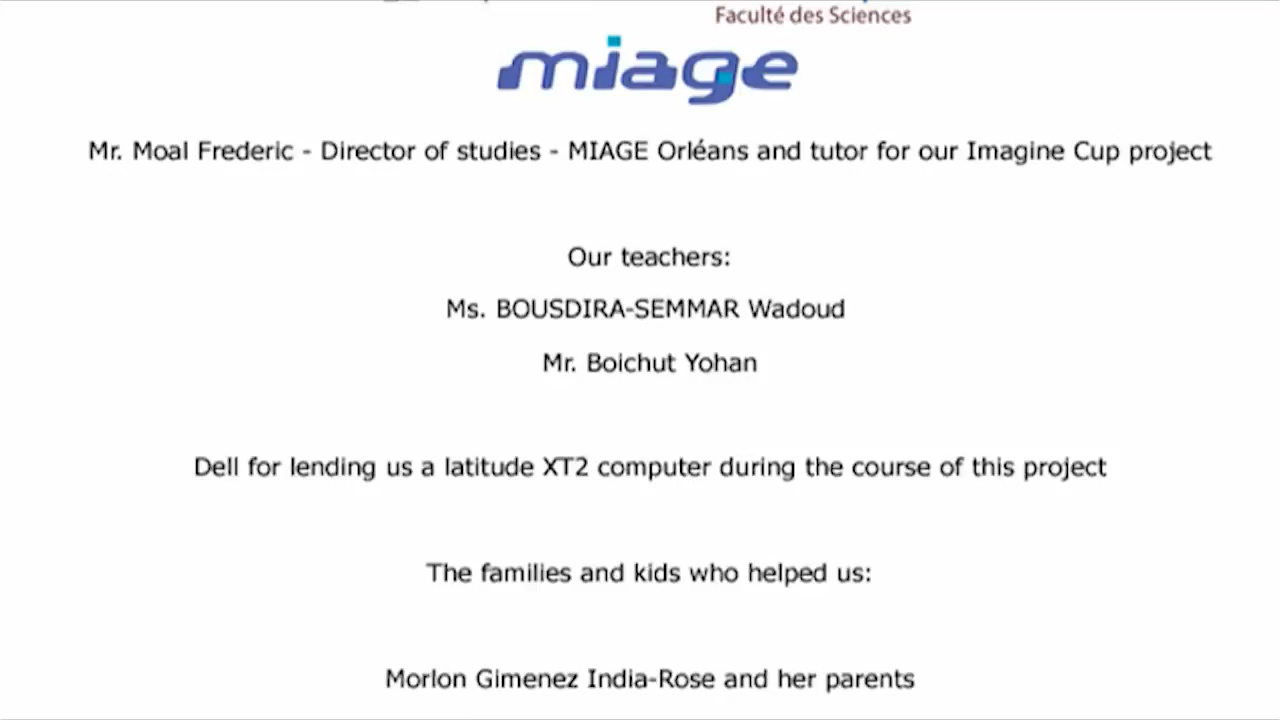 Faculté des Sciences
miage
Mr. Moal Frederic - Director of studies - MIAGE Orléans and tutor for our Imagine Cup project
Our teachers:
Ms. BOUSDIRA-SEMMAR Wadoud
Mr. Boichut Yohan
Dell for lending us a latitude XT2 computer during the course of this project
The families and kids who helped us:
Morlon Gimenez India-Rose and her parents